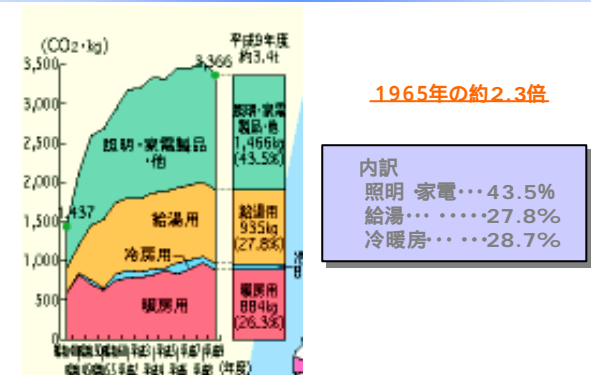 (CO2・kg)
平成9年度
約3.4t
3,500
3,366
3,000
2,500
2,000
1,500
1,000
500
0
1,437
照明・家電製品
・他
給湯用
冷房用
暖房用
照明・家電
製品・他
1,466kg
(43.5%)
給湯用
935kg
(27.8%)
暖房用
884kg
(26.3%)
(年度)
1965年の約2.3倍
内訳
照明・家電・・・43.5%
給湯・・・ ・・・・・27.8%
冷暖房・・・ ・・・28.7%